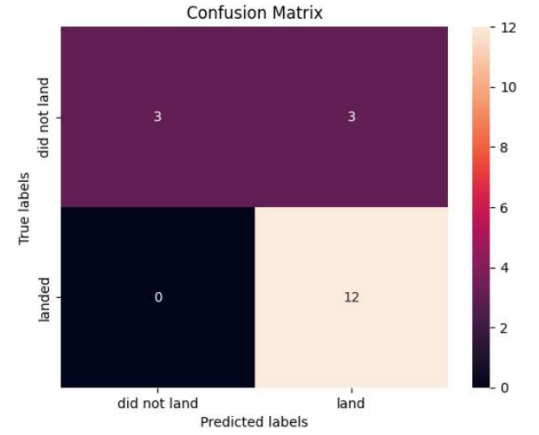 Confusion Matrix
did not land
landed
True labels
3 3
0 12
did not land land
Predicted labels
12
10
8
6
4
2
0